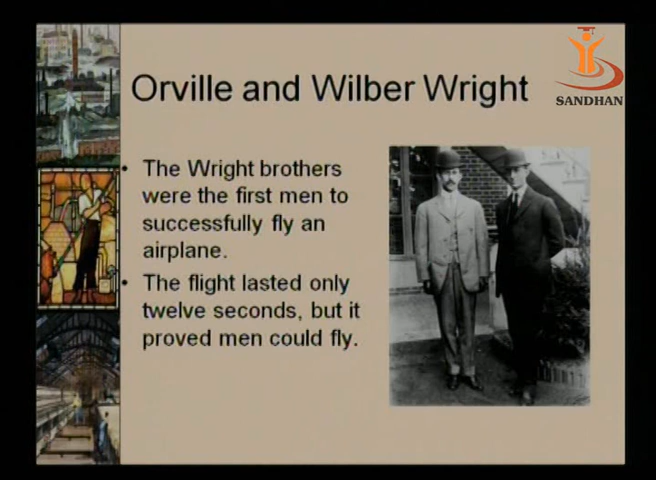 Orville and Wilber Wright
SANDHAN
• The Wright brothers
were the first men to
successfully fly an
airplane.
• The flight lasted only
twelve seconds, but it
proved men could fly.